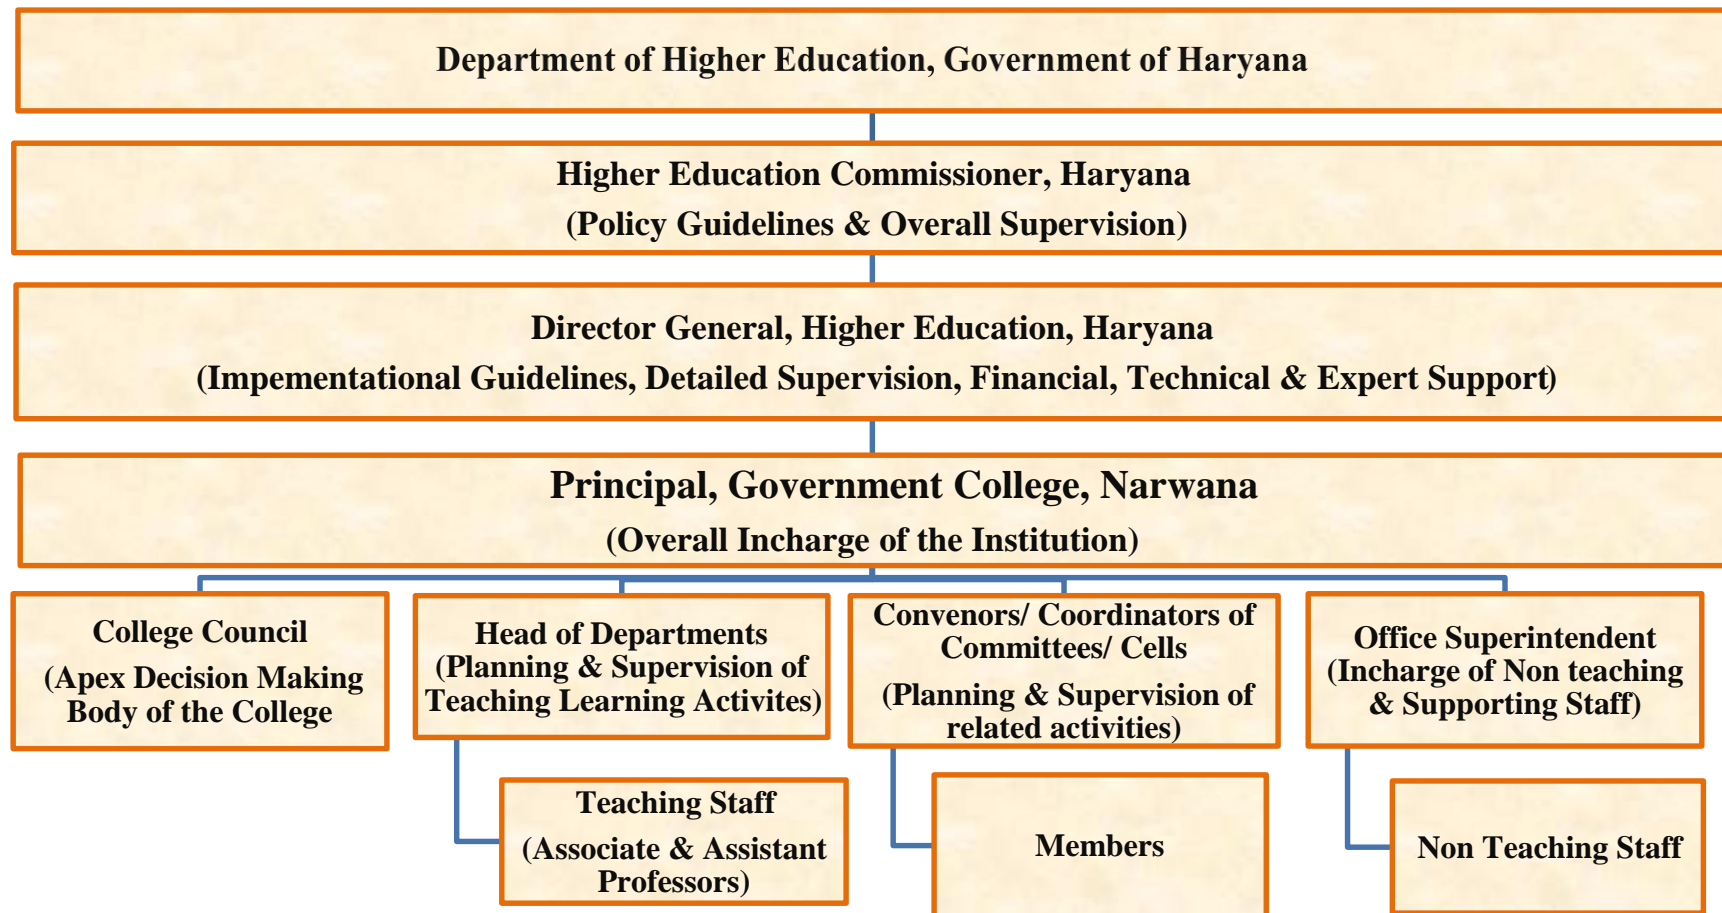 Department of Higher Education, Government of Haryana
Higher Education Commissioner, Haryana
(Policy Guidelines & Overall Supervision)
Director General, Higher Education, Haryana
(Impementational Guidelines, Detailed Supervision, Financial, Technical & Expert Support)
Principal, Government College, Narwana
(Overall Incharge of the Institution)
College Council
(Apex Decision Making
Body of the College
Head of Departments
(Planning & Supervision of
Teaching Learning Activites)
Convenors/ Coordinators of
Committees/ Cells
(Planning & Supervision of
related activities)
Office Superintendent
(Incharge of Non teaching
& Supporting Staff)
Teaching Staff
(Associate & Assistant
Professors)
Members
Non Teaching Staff